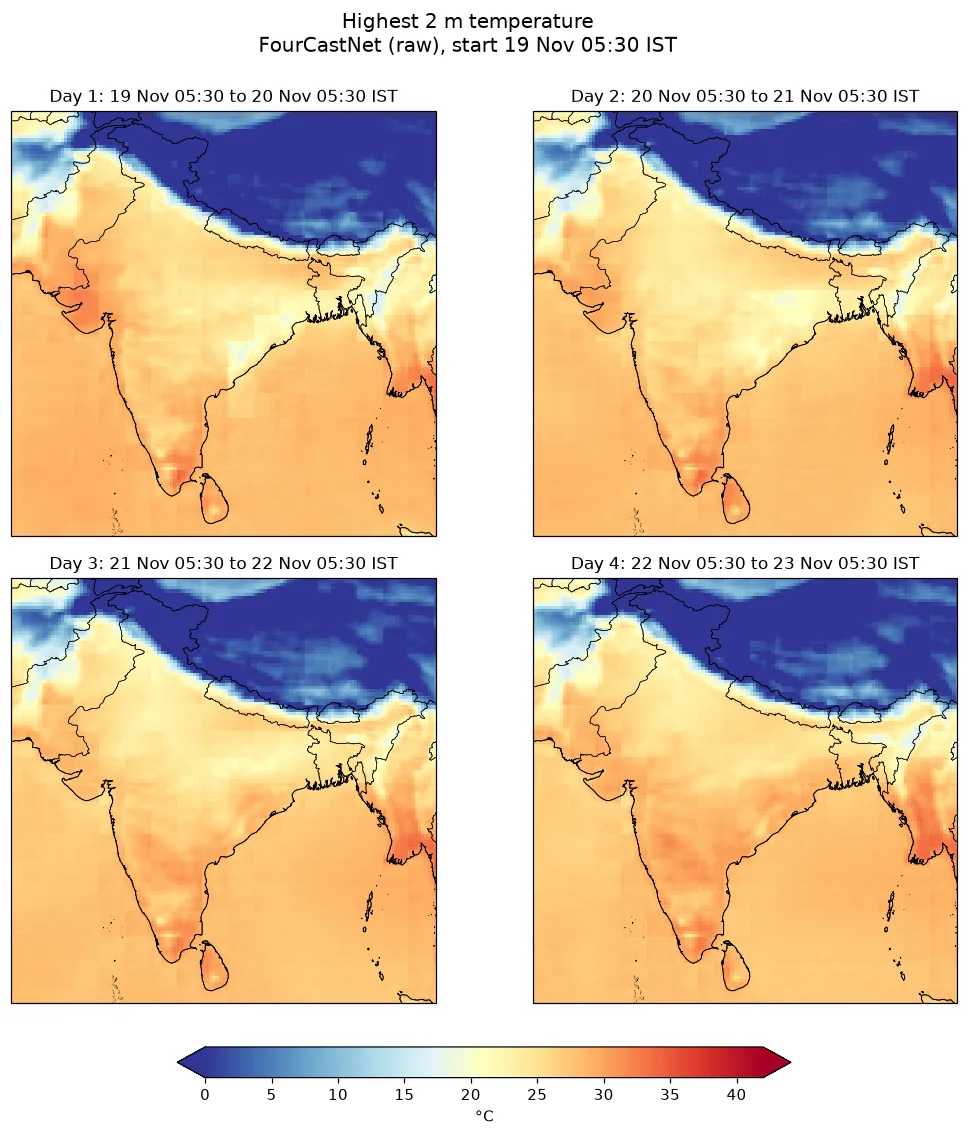 Highest 2 m temperature
FourCastNet (raw), start 19 Nov 05:30 IST
Day 1: 19 Nov 05:30 to 20 Nov 05:30 IST
Day 2: 20 Nov 05:30 to 21 Nov 05:30 IST
Day 3: 21 Nov 05:30 to 22 Nov 05:30 IST
Day 4: 22 Nov 05:30 to 23 Nov 05:30 IST
0 5 10 15 20 25 30 35 40
°C